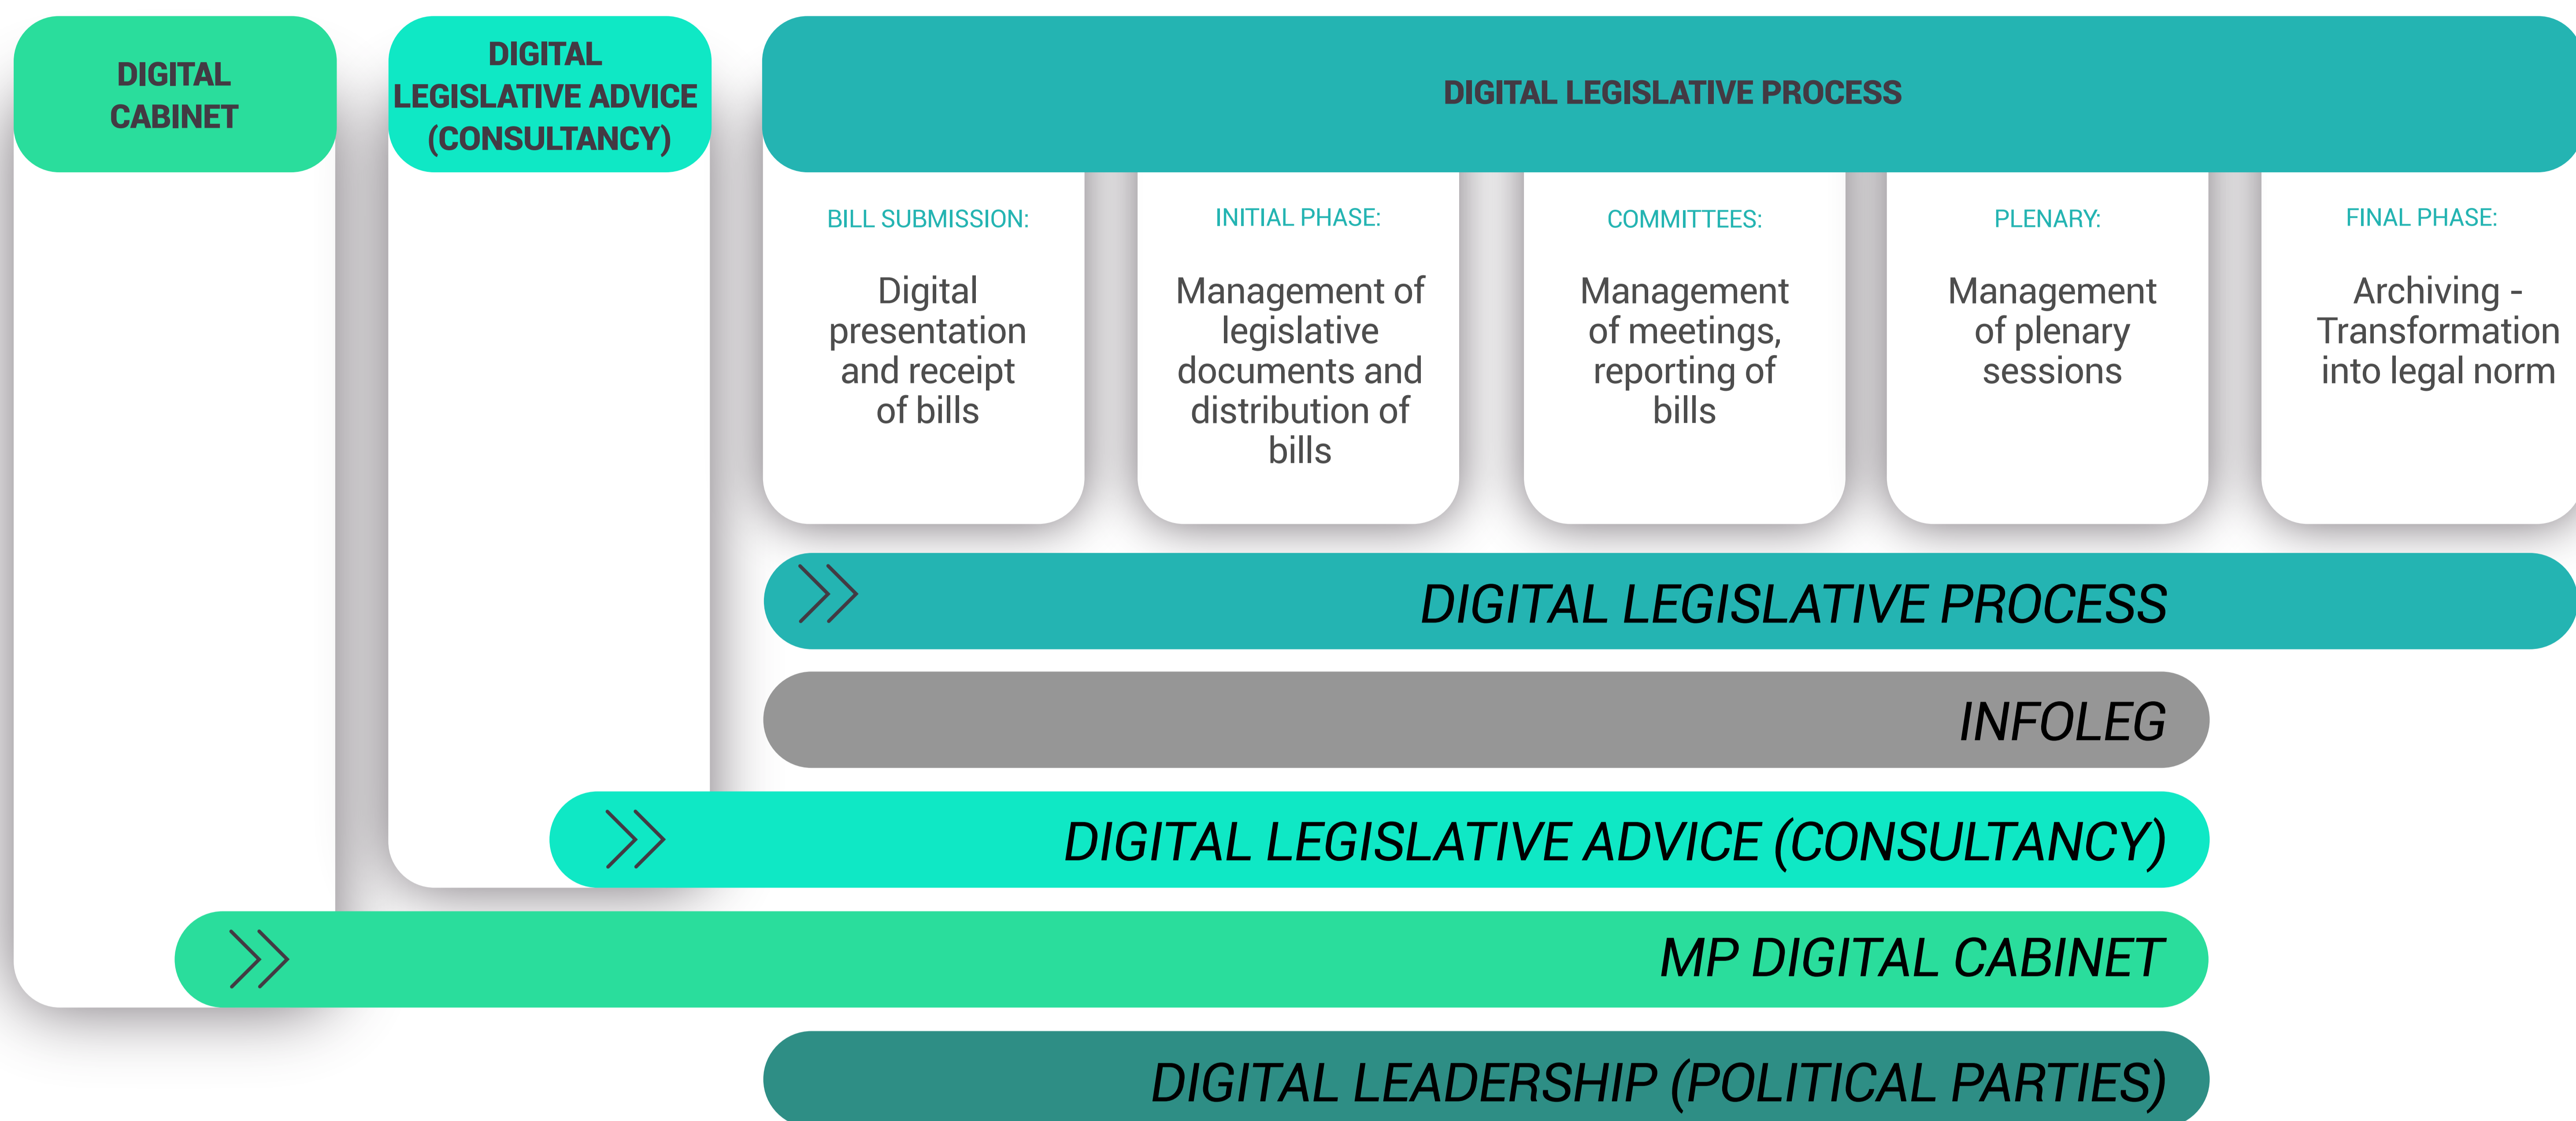 DIGITAL
CABINET
DIGITAL
LEGISLATIVE ADVICE
(CONSULTANCY)
DIGITAL LEGISLATIVE PROCESS
BILL SUBMISSION:
Digital
presentation
and receipt
of bills
INITIAL PHASE:
Management of
legislative
documents and
distribution of
bills
COMMITTEES:
Management
of meetings,
reporting of
bills
PLENARY:
Management
of plenary
sessions
FINAL PHASE:
Archiving -
Transformation
into legal norm
DIGITAL LEGISLATIVE PROCESS
INFOLEG
DIGITAL LEGISLATIVE ADVICE (CONSULTANCY)
MP DIGITAL CABINET
DIGITAL LEADERSHIP (POLITICAL PARTIES)